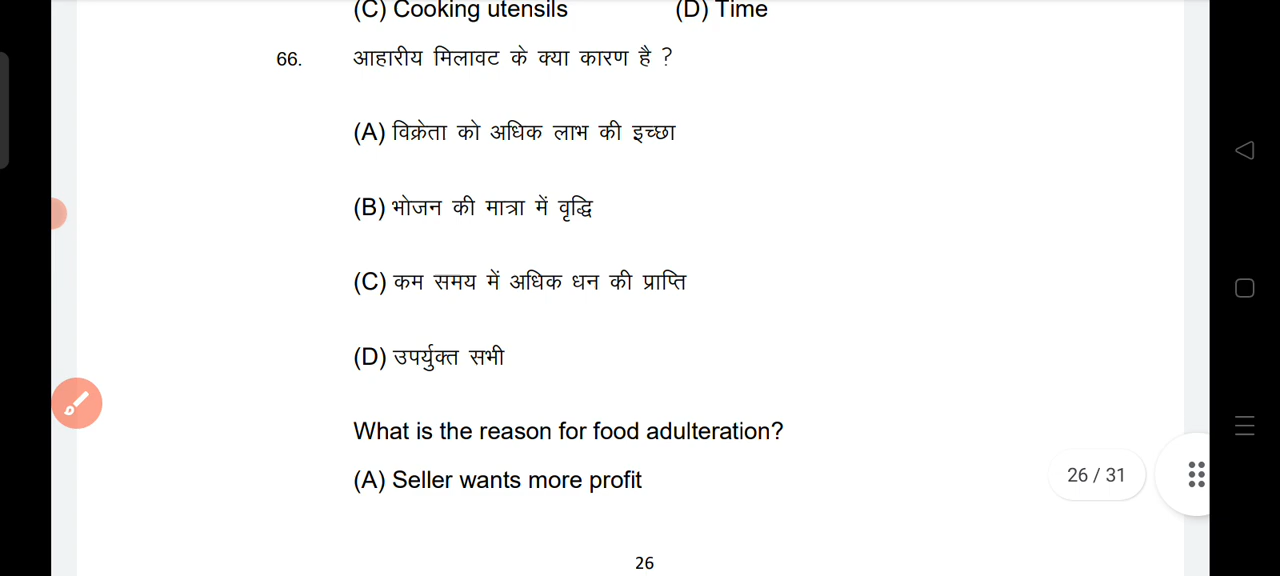 (C) Cooking utensils (D) Time
66. आहारीय मिलावट के क्या कारण है ?
(A) विक्रेता को अधिक लाभ की इच्छा
(B) भोजन की मात्रा में वृद्धि
(C) कम समय में अधिक धन की प्राप्ति
(D) उपर्युक्त सभी
What is the reason for food adulteration?
(A) Seller wants more profit
26 / 31
26